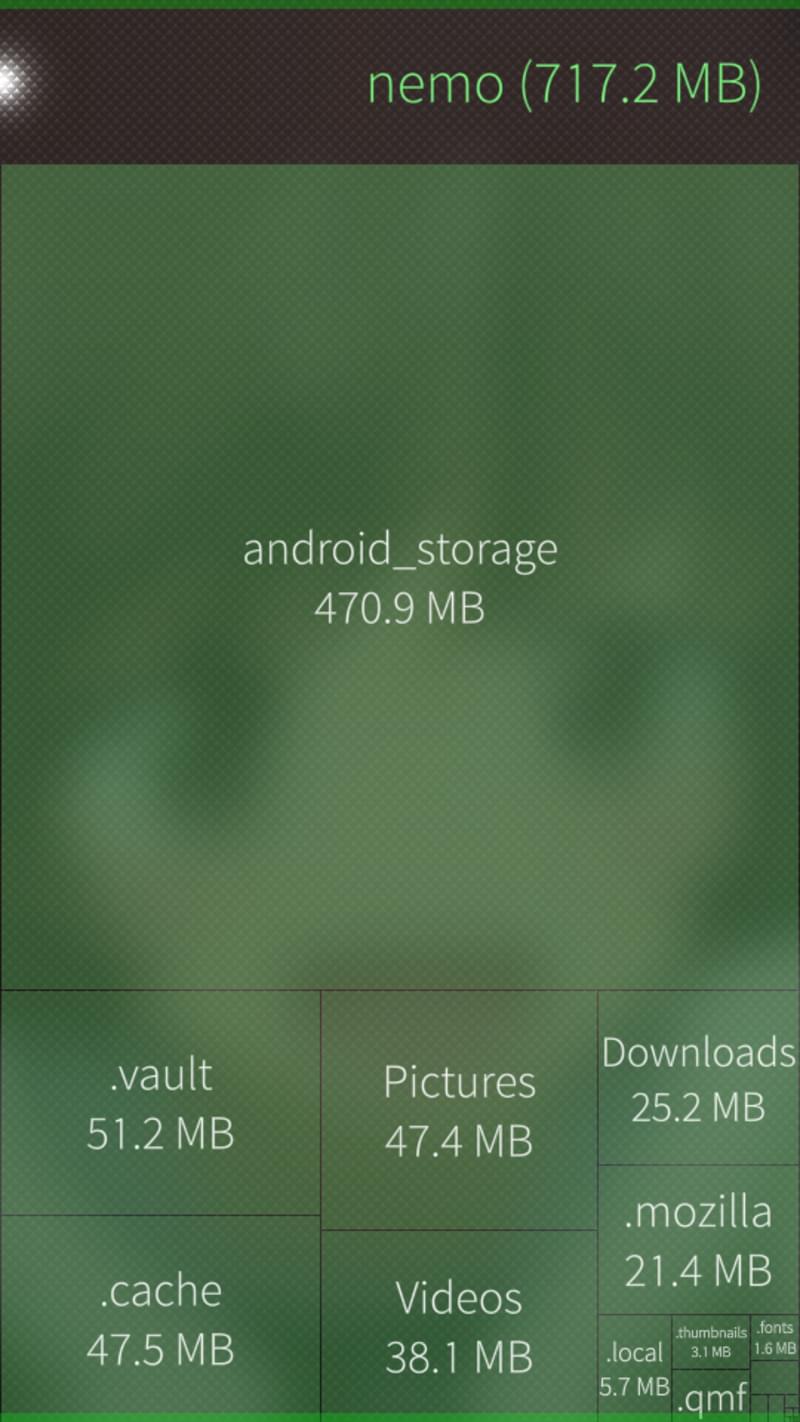 nemo (717.2 MB)
android_storage
470.9 MB
.vault
51.2 MB
Pictures
47.4 MB
Downloads
25.2 MB
.mozilla
21.4 MB
.cache
47.5 MB
Videos
38.1 MB
.local
5.7 MB
.thumbnails
3.1 MB
.fonts
1.6 MB
.qmf